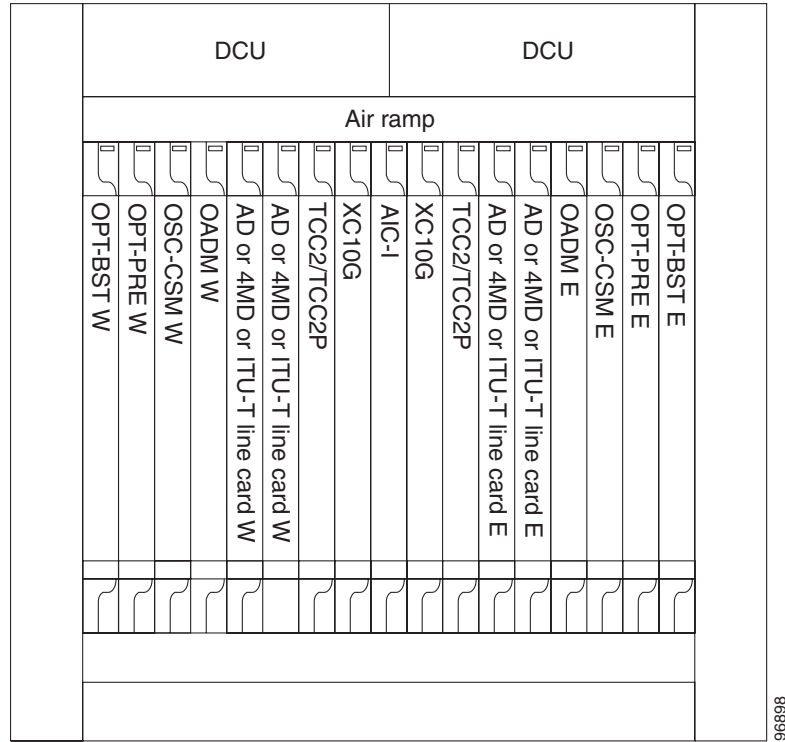 DCU
DCU
Air ramp
OPT-BST W
OPT-PRE W
OSC-CSM W
OADM W
AD or 4MD or ITU-T line card W
AD or 4MD or ITU-T line card W
TCC2/TCC2P
XC10G
AIC-I
XC10G
TCC2/TCC2P
AD or 4MD or ITU-T line card E
AD or 4MD or ITU-T line card E
OADM E
OSC-CSM E
OPT-PRE E
OPT-BST E
96868